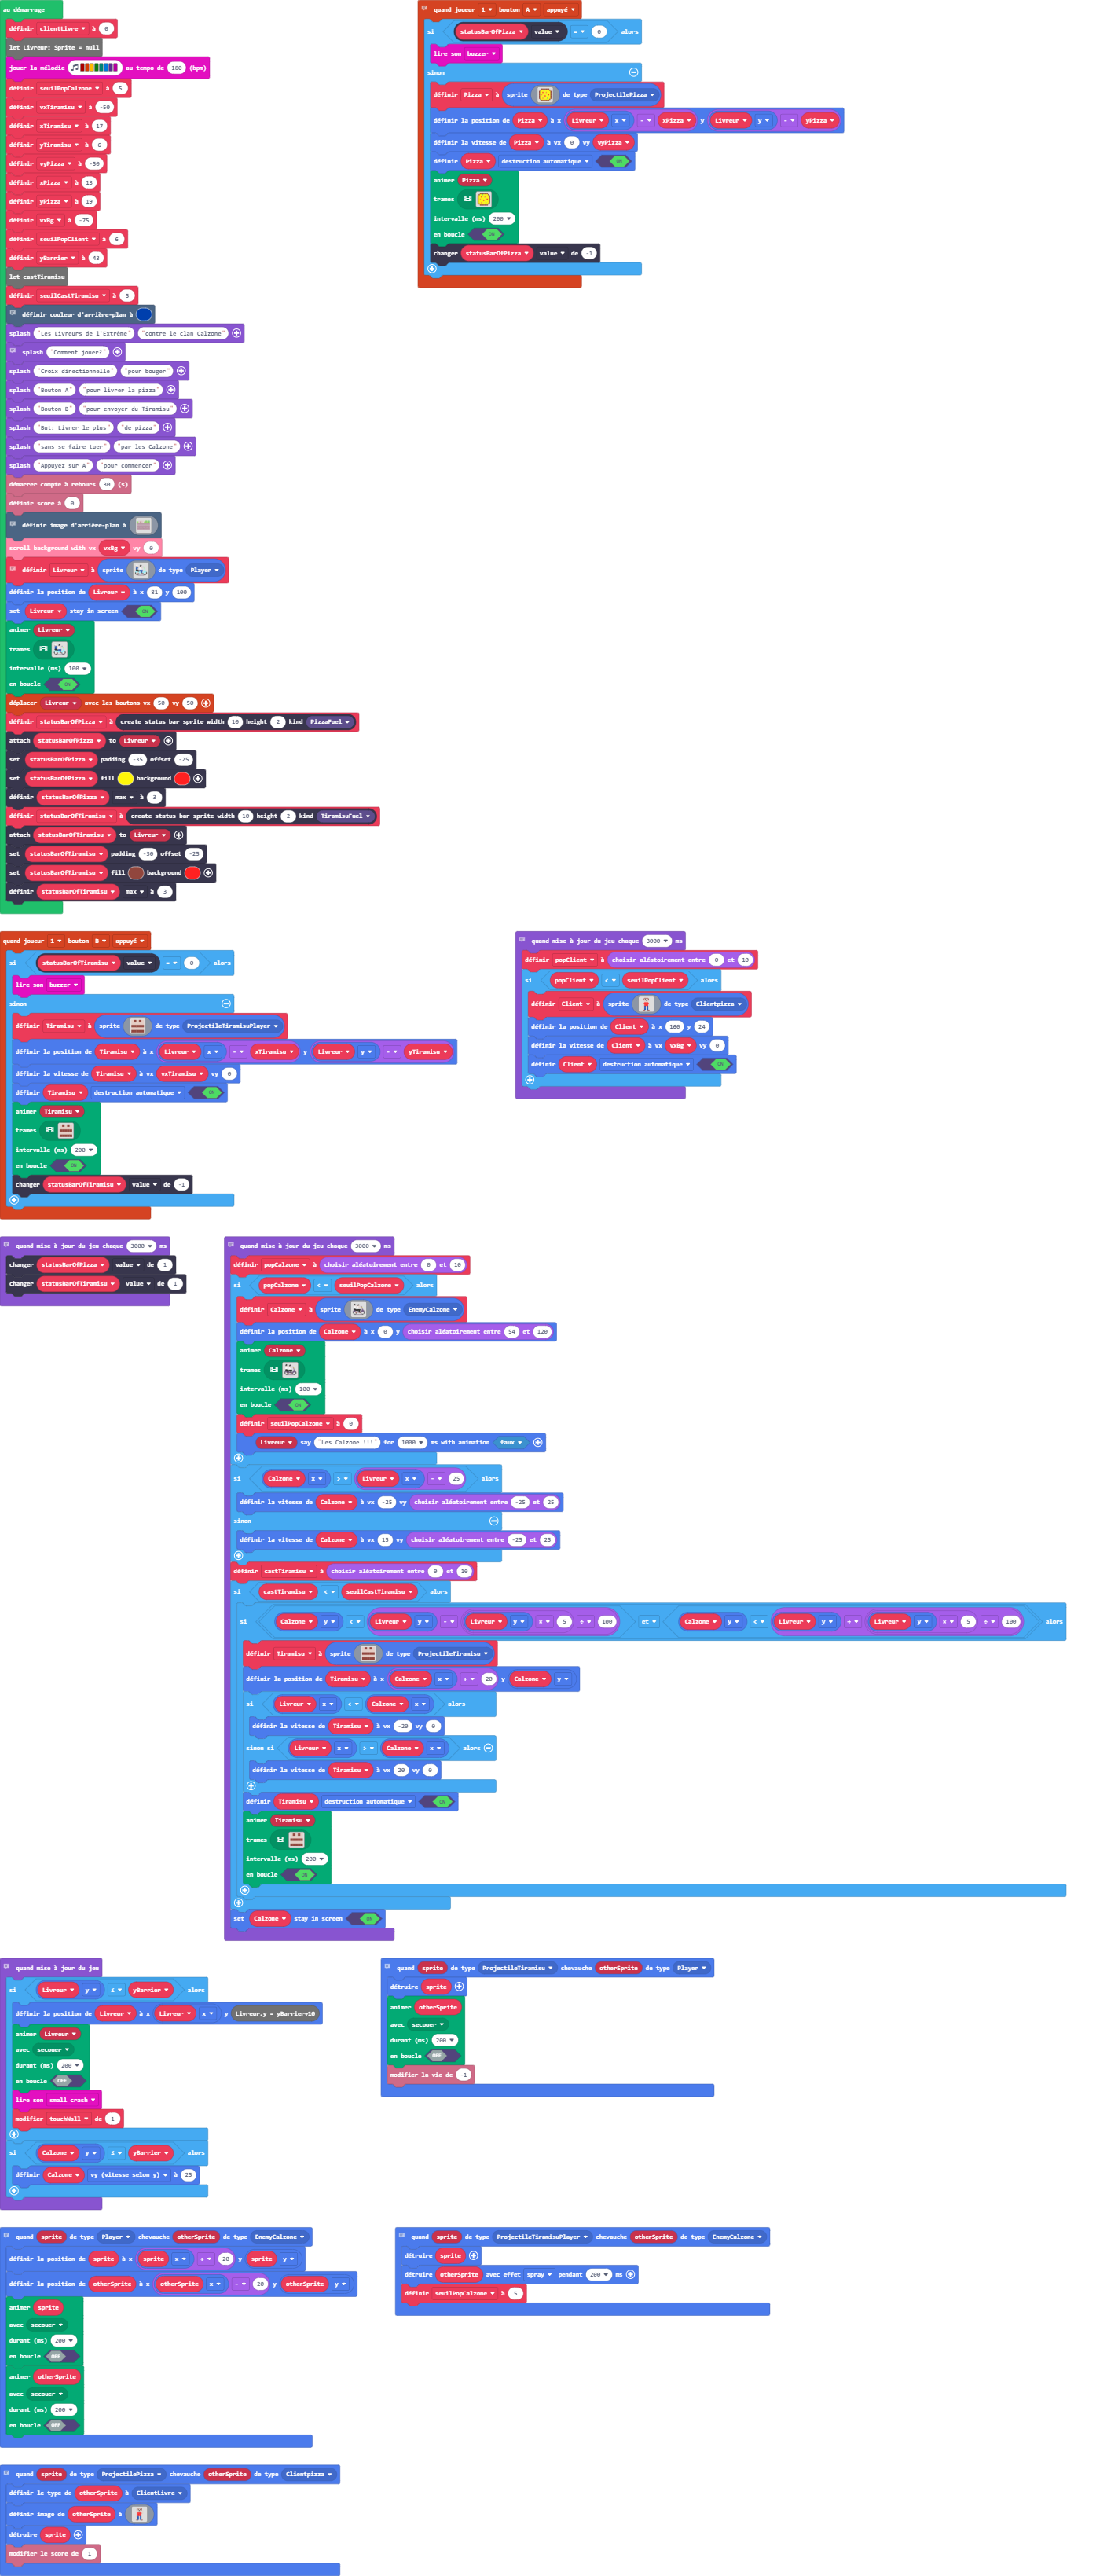 au démarrage
définir clientLivre à 0
let Livreur: Sprite = null
jouer la mélodie au tempo de 180 (bpm)
définir seuilPopCalzone à 5
définir vxTiramisu à -50
définir xTiramisu à 17
définir yTiramisu à 6
définir vyPizza à -50
définir xPizza à 13
définir yPizza à 19
définir vxBg à -75
définir seuilPopClient à 6
définir yBarrier à 43
let castTiramisu
définir seuilCastTiramisu à 5
définir couleur d'arrière-plan à
splash "Les Livreurs de l'Extrême" "contre le clan Calzone"
splash "Comment jouer?"
splash "Croix directionnelle" "pour bouger"
splash "Bouton A" "pour livrer la pizza"
splash "Bouton B" "pour envoyer du Tiramisu"
splash "But: Livrer le plus" "de pizza"
splash "sans se faire tuer" "par les Calzone"
splash "Appuyez sur A" "pour commencer"
démarrer compte à rebours 30 (s)
définir score à 0
définir image d'arrière-plan à
scroll background with vx vxBg vy 0
définir Livreur à sprite de type Player
définir la position de Livreur à x 81 y 100
set Livreur stay in screen ON
animer Livreur
trames
intervalle (ms) 100
en boucle ON
déplacer Livreur avec les boutons vx 50 vy 50
définir statusBarOfPizza à create status bar sprite width 10 height 2 kind PizzaFuel
attach statusBarOfPizza to Livreur
set statusBarOfPizza padding -35 offset -25
set statusBarOfPizza fill background
définir statusBarOfPizza max à 3
définir statusBarOfTiramisu à create status bar sprite width 10 height 2 kind TiramisuFuel
attach statusBarOfTiramisu to Livreur
set statusBarOfTiramisu padding -30 offset -25
set statusBarOfTiramisu fill background
définir statusBarOfTiramisu max à 3
quand joueur 1 bouton A appuyé
si statusBarOfPizza value = 0 alors
lire son buzzer
sinon
définir Pizza à sprite de type ProjectilePizza
définir la position de Pizza à x Livreur x - xPizza y Livreur y - yPizza
définir la vitesse de Pizza à vx 0 vy vyPizza
définir Pizza destruction automatique ON
animer Pizza
trames
intervalle (ms) 200
en boucle ON
changer statusBarOfPizza value de -1
quand joueur 1 bouton B appuyé
si statusBarOfTiramisu value = 0 alors
lire son buzzer
sinon
définir Tiramisu à sprite de type ProjectileTiramisuPlayer
définir la position de Tiramisu à x Livreur x - xTiramisu y Livreur y - yTiramisu
définir la vitesse de Tiramisu à vx vxTiramisu vy 0
définir Tiramisu destruction automatique ON
animer Tiramisu
trames
intervalle (ms) 200
en boucle ON
changer statusBarOfTiramisu value de -1
quand mise à jour du jeu chaque 3000 ms
définir popClient à choisir aléatoirement entre 0 et 10
si popClient < seuilPopClient alors
définir Client à sprite de type Clientpizza
définir la position de Client à x 160 y 24
définir la vitesse de Client à vx vxBg vy 0
définir Client destruction automatique ON
quand mise à jour du jeu chaque 3000 ms
changer statusBarOfPizza value de 1
changer statusBarOfTiramisu value de 1
quand mise à jour du jeu chaque 3000 ms
définir popCalzone à choisir aléatoirement entre 0 et 10
si popCalzone < seuilPopCalzone alors
définir Calzone à sprite de type EnemyCalzone
définir la position de Calzone à x 0 y choisir aléatoirement entre 54 et 120
animer Calzone
trames
intervalle (ms) 100
en boucle ON
définir seuilPopCalzone à 0
Livreur say "Les Calzone !!!" for 1000 ms with animation faux
si Calzone x > Livreur x - 25 alors
définir la vitesse de Calzone à vx -25 vy choisir aléatoirement entre -25 et 25
sinon
définir la vitesse de Calzone à vx 15 vy choisir aléatoirement entre -25 et 25
définir castTiramisu à choisir aléatoirement entre 0 et 10
si castTiramisu < seuilCastTiramisu alors
si Calzone y < Livreur y - Livreur y × 5 ÷ 100 et Calzone y < Livreur y + Livreur y × 5 ÷ 100 alors
définir Tiramisu à sprite de type ProjectileTiramisu
définir la position de Tiramisu à x Calzone x + 20 y Calzone y
si Livreur x < Calzone x alors
définir la vitesse de Tiramisu à vx -20 vy 0
sinon si Livreur x > Calzone x alors
définir la vitesse de Tiramisu à vx 20 vy 0
définir Tiramisu destruction automatique ON
animer Tiramisu
trames
intervalle (ms) 200
en boucle ON
set Calzone stay in screen ON
quand mise à jour du jeu
si Livreur y ≤ yBarrier alors
définir la position de Livreur à x Livreur x y Livreur.y = yBarrier+10
animer Livreur
avec secouer
durant (ms) 200
en boucle OFF
lire son small crash
modifier touchWall de 1
si Calzone y ≤ yBarrier alors
définir Calzone vy (vitesse selon y) à 25
quand sprite de type ProjectileTiramisu chevauche otherSprite de type Player
détruire sprite
animer otherSprite
avec secouer
durant (ms) 200
en boucle OFF
modifier la vie de -1
quand sprite de type Player chevauche otherSprite de type EnemyCalzone
définir la position de sprite à x sprite x + 20 y sprite y
définir la position de otherSprite à x otherSprite x - 20 y otherSprite y
animer sprite
avec secouer
durant (ms) 200
en boucle OFF
animer otherSprite
avec secouer
durant (ms) 200
en boucle OFF
quand sprite de type ProjectileTiramisuPlayer chevauche otherSprite de type EnemyCalzone
détruire sprite
détruire otherSprite avec effet spray pendant 200 ms
définir seuilPopCalzone à 5
quand sprite de type ProjectilePizza chevauche otherSprite de type Clientpizza
définir le type de otherSprite à ClientLivre
définir image de otherSprite à
détruire sprite
modifier le score de 1